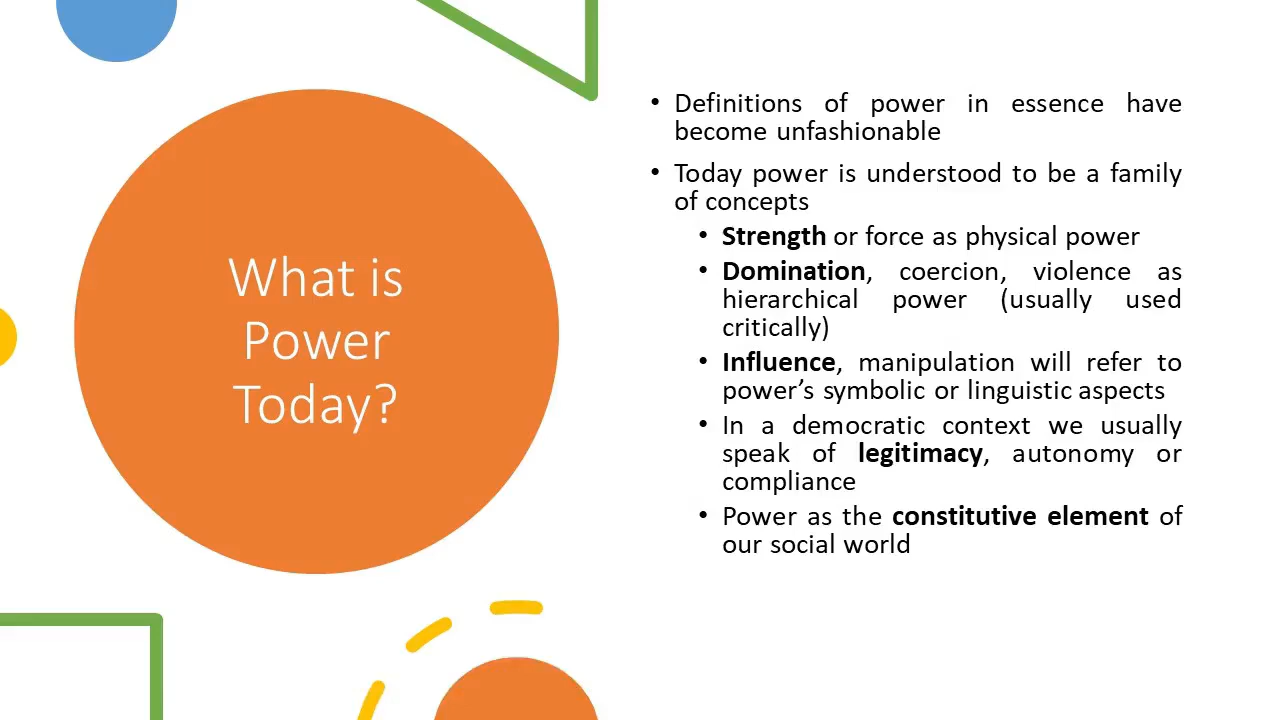 What is
Power
Today?
• Definitions of power in essence have
become unfashionable
• Today power is understood to be a family
of concepts
• Strength or force as physical power
• Domination, coercion, violence as
hierarchical power (usually used
critically)
• Influence, manipulation will refer to
power’s symbolic or linguistic aspects
• In a democratic context we usually
speak of legitimacy, autonomy or
compliance
• Power as the constitutive element of
our social world